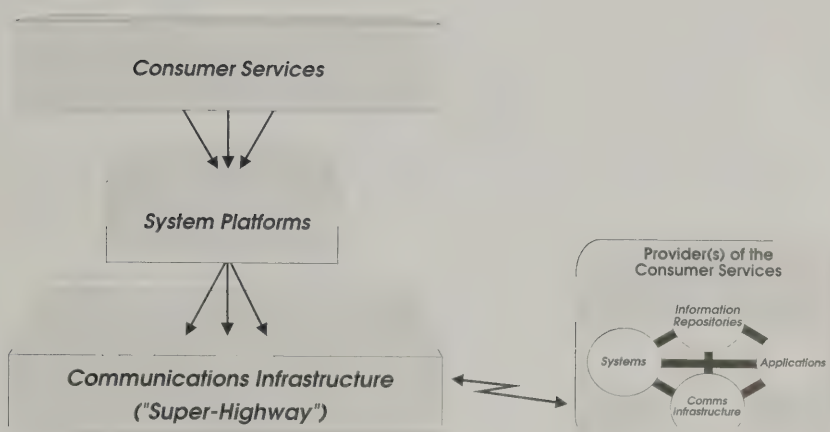 Consumer Services
System Platforms
Communications Infrastructure
("Super-Highway")
Provider(s) of the
Consumer Services
Information
Repositories
Systems
Applications
Comms
infrastructure